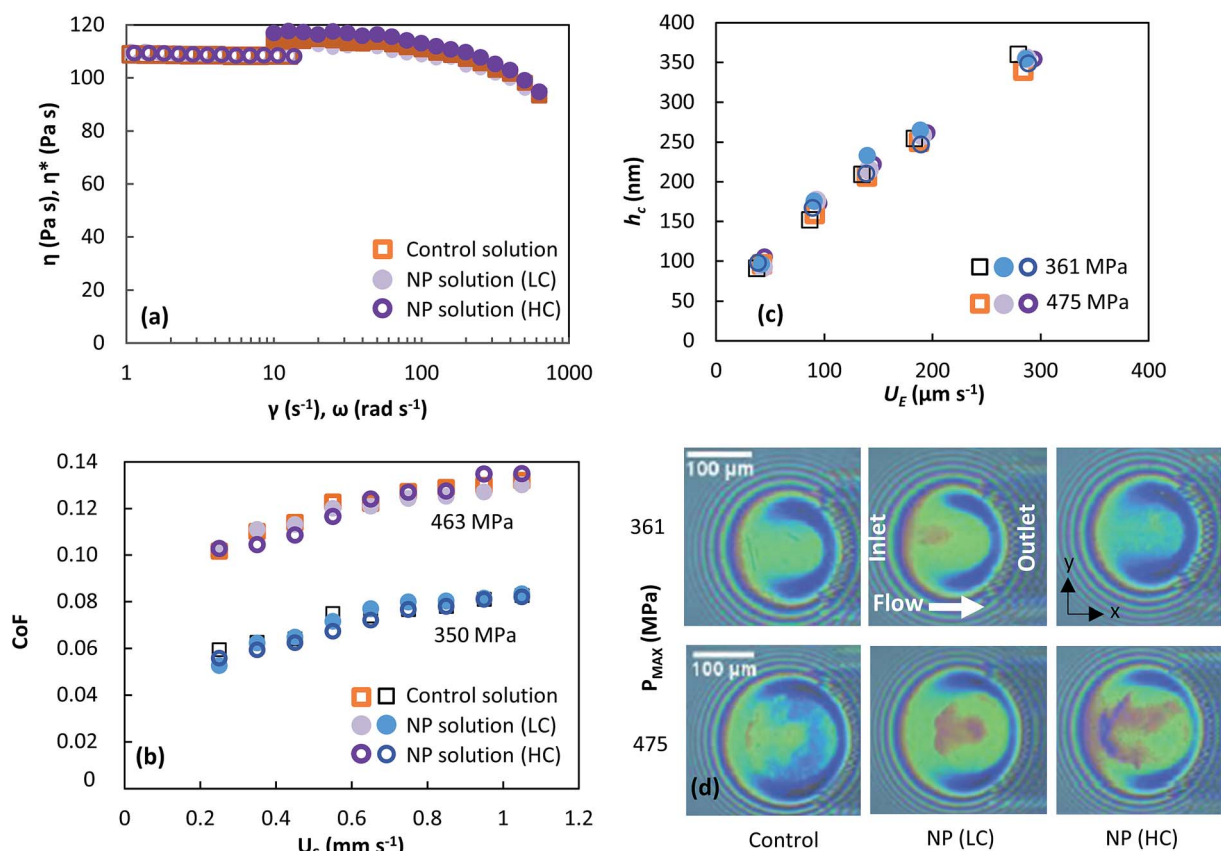 120
100
80
60
40
20
0
η (Pa s), η* (Pa s)
Control solution
NP solution (LC)
NP solution (HC)
(a)
1
10
100
1000
γ (s⁻¹), ω (rad s⁻¹)
400
350
300
250
200
150
100
50
0
h_c (nm)
361 MPa
475 MPa
(c)
0
100
200
300
400
U_E (µm s⁻¹)
0.14
0.12
0.10
0.08
0.06
0.04
0.02
0
CoF
463 MPa
350 MPa
Control solution
NP solution (LC)
NP solution (HC)
(b)
0
0.2
0.4
0.6
0.8
1
1.2
(mm s⁻¹)
P_MAX (MPa)
361
475
100 µm
Inlet
Outlet
Flow
y
x
100 µm
(d)
Control
NP (LC)
NP (HC)